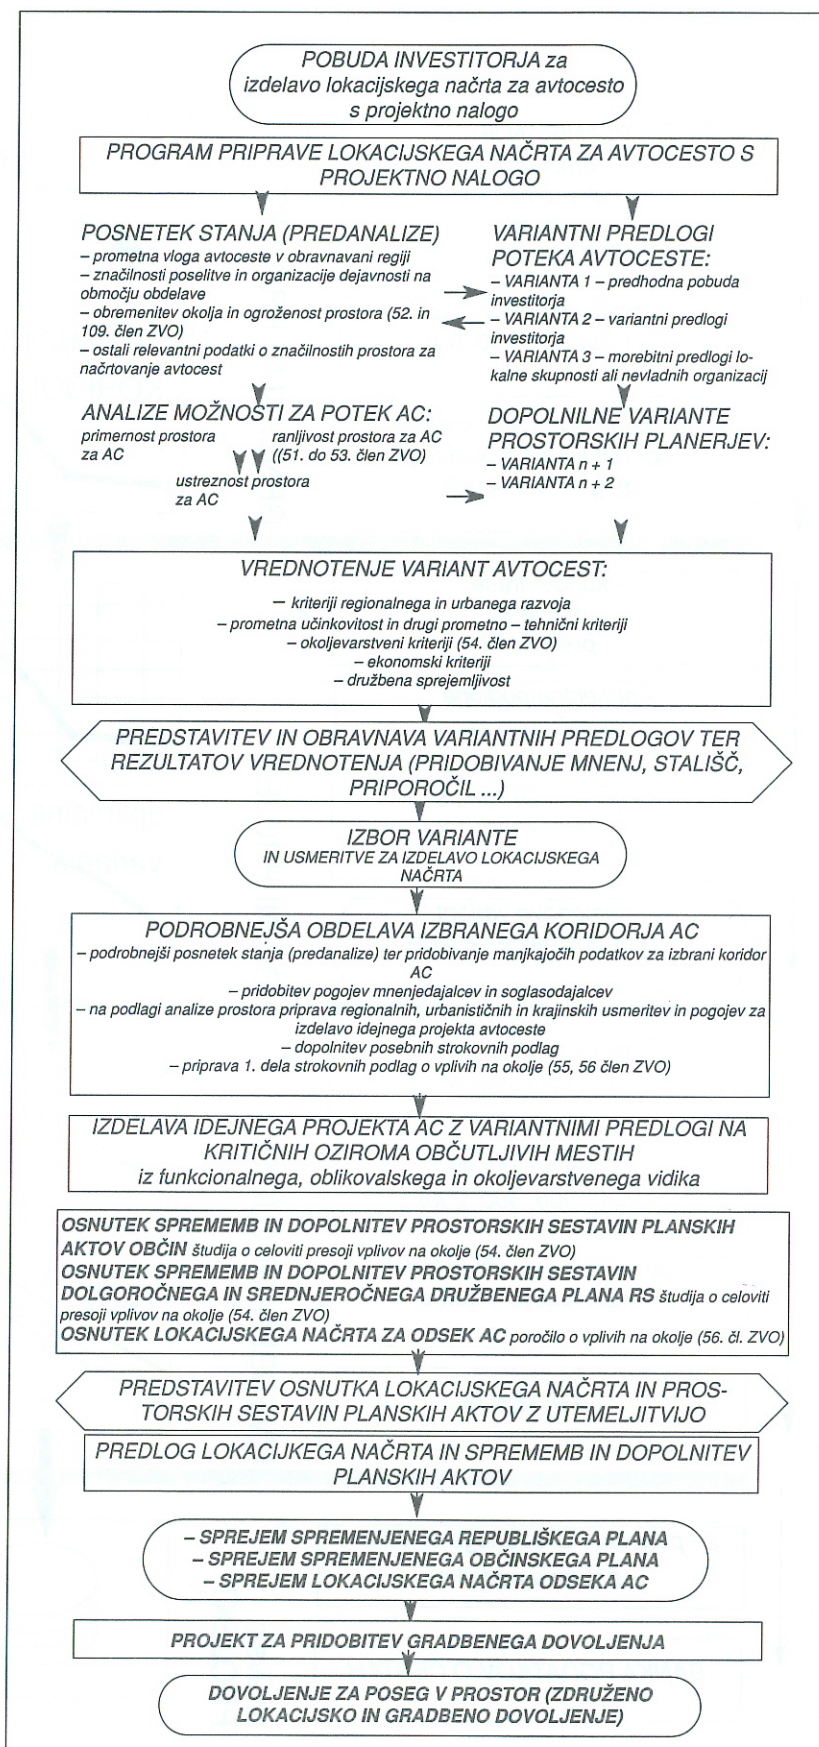 POBUDA INVESTITORJA za
izdelavo lokacijskega načrta za avtocesto
s projektno nalogo
PROGRAM PRIPRAVE LOKACIJSKEGA NAČRTA ZA AVTOCESTO S
PROJEKTNO NALOGO
POSNETEK STANJA (PREDANALIZE)
– prometna vloga avtoceste v obravnavani regiji
– značilnosti poselitve in organizacije dejavnosti na
območju obdelave
– obremenitev okolja in ogroženost prostora (52. in
109. člen ZVO)
– ostali relevantni podatki o značilnostih prostora za
načrtovanje avtocest
VARIANTNI PREDLOGI
POTEKA AVTOCESTE:
– VARIANTA 1 – predhodna pobuda
investitorja
– VARIANTA 2 – variantni predlogi
investitorja
– VARIANTA 3 – morebitni predlogi lo-
kalne skupnosti ali nevladnih organizacij
ANALIZE MOŽNOSTI ZA POTEK AC:
primernost prostora
za AC
ranljivost prostora za AC
((51. do 53. člen ZVO)
ustreznost prostora
za AC
DOPOLNILNE VARIANTE
PROSTORSKIH PLANERJEV:
– VARIANTA n + 1
– VARIANTA n + 2
VREDNOTENJE VARIANT AVTOCEST:
– kriteriji regionalnega in urbanega razvoja
– prometna učinkovitost in drugi prometno – tehnični kriteriji
– okoljevarstveni kriteriji (54. člen ZVO)
– ekonomski kriteriji
– družbena sprejemljivost
PREDSTAVITEV IN OBRAVNAVA VARIANTNIH PREDLOGOV TER
REZULTATOV VREDNOTENJA (PRIDOBIVANJE MNENJ, STALIŠČ,
PRIPOROČIL ...)
IZBOR VARIANTE
IN USMERITVE ZA IZDELAVO LOKACIJSKEGA
NAČRTA
PODROBNEJŠA OBDELAVA IZBRANEGA KORIDORJA AC
– podrobnejši posnetek stanja (predanalize) ter pridobivanje manjkajočih podatkov za izbrani koridor
AC
– pridobitev pogojev mnenjedajalcev in soglasodajalcev
– na podlagi analize prostora priprava regionalnih, urbanističnih in krajinskih usmeritev in pogojev za
izdelavo idejnega projekta avtoceste
– dopolnitev posebnih strokovnih podlag
– priprava 1. dela strokovnih podlag o vplivih na okolje (55, 56 člen ZVO)
IZDELAVA IDEJNEGA PROJEKTA AC Z VARIANTNIMI PREDLOGI NA
KRITIČNIH OZIROMA OBČUTLJIVIH MESTIH
iz funkcionalnega, oblikovalskega in okoljevarstvenega vidika
OSNUTEK SPREMEMB IN DOPOLNITEV PROSTORSKIH SESTAVIN PLANSKIH
AKTOV OBČIN študija o celoviti presoji vplivov na okolje (54. člen ZVO)
OSNUTEK SPREMEMB IN DOPOLNITEV PROSTORSKIH SESTAVIN
DOLGOROČNEGA IN SREDNJEROČNEGA DRUŽBENEGA PLANA RS študija o celoviti
presoji vplivov na okolje (54. člen ZVO)
OSNUTEK LOKACIJSKEGA NAČRTA ZA ODSEK AC poročilo o vplivih na okolje (56. čl. ZVO)
PREDSTAVITEV OSNUTKA LOKACIJSKEGA NAČRTA IN PROS-
TORSKIH SESTAVIN PLANSKIH AKTOV Z UTEMELJITVIJO
PREDLOG LOKACIJKEGA NAČRTA IN SPREMEMB IN DOPOLNITEV
PLANSKIH AKTOV
– SPREJEM SPREMENJENEGA REPUBLIŠKEGA PLANA
– SPREJEM SPREMENJENEGA OBČINSKEGA PLANA
– SPREJEM LOKACIJSKEGA NAČRTA ODSEKA AC
PROJEKT ZA PRIDOBITEV GRADBENEGA DOVOLJENJA
DOVOLJENJE ZA POSEG V PROSTOR (ZDRUŽENO
LOKACIJSKO IN GRADBENO DOVOLJENJE)